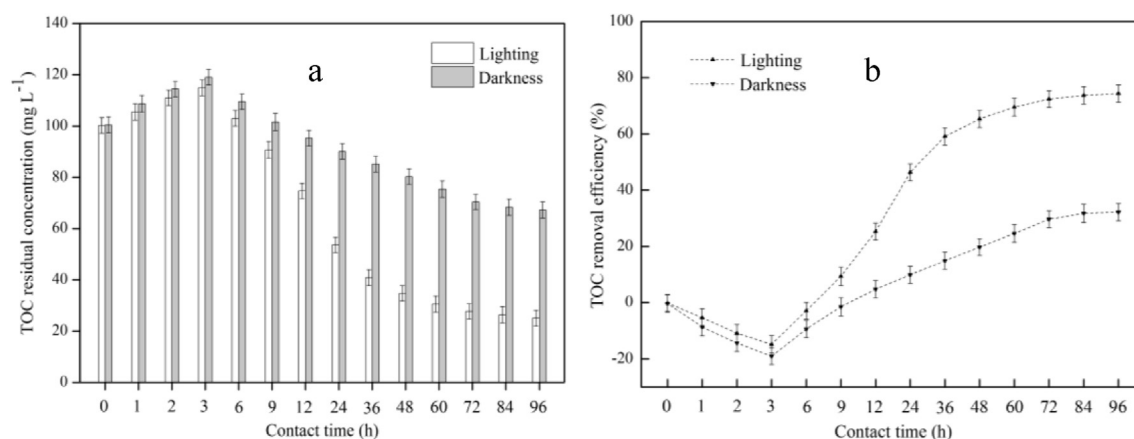 140
120
100
80
60
40
20
0
TOC residual concentration (mg L⁻¹)
a
Lighting
Darkness
0 1 2 3 6 9 12 24 36 48 60 72 84 96
Contact time (h)
100
80
60
40
20
0
-20
TOC removal efficiency (%)
Lighting
Darkness
b
0 1 2 3 6 9 12 24 36 48 60 72 84 96
Contact time (h)